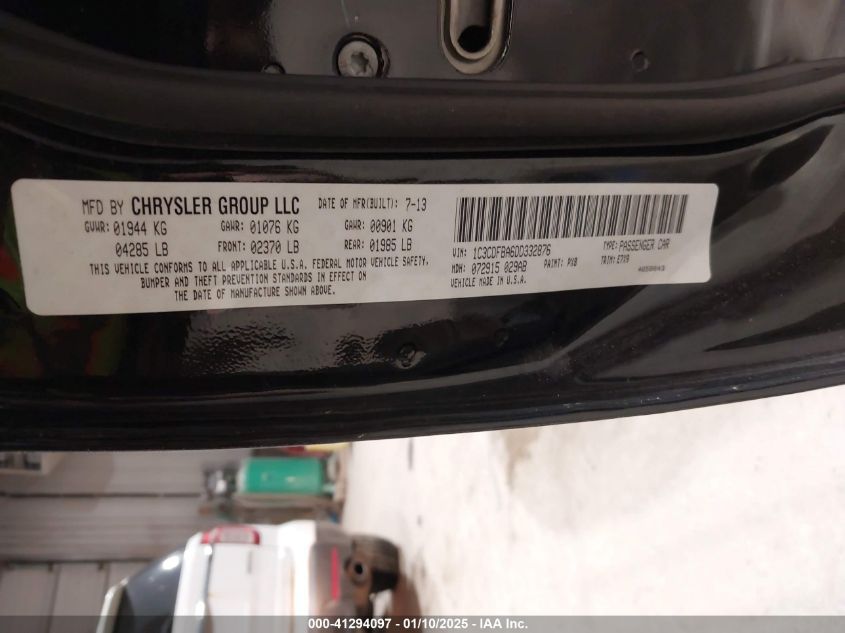 MFD BY CHRYSLER GROUP LLC DATE OF MFR(BUILT): 7-13
GVWR: 01944 KG GAWR: 01076 KG GAWR: 00901 KG
04285 LB FRONT: 02370 LB REAR: 01985 LB
THIS VEHICLE CONFORMS TO ALL APPLICABLE U.S.A. FEDERAL MOTOR VEHICLE SAFETY,
BUMPER AND THEFT PREVENTION STANDARDS IN EFFECT ON
THE DATE OF MANUFACTURE SHOWN ABOVE.
VIN: 1C3CDFBA6DD332876 TYPE: PASSENGER CAR
MDH: 072915 029AB PAINT: PX8 TRIM: E7X9
VEHICLE MADE IN U.S.A.
000-41294097 - 01/10/2025 - IAA Inc.